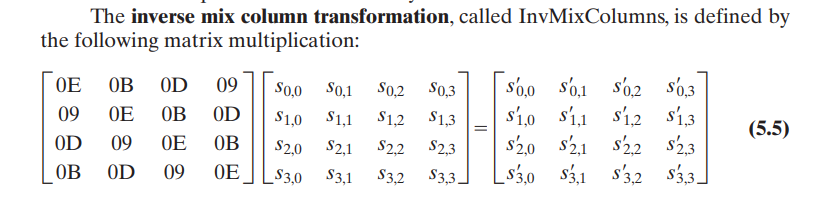 The inverse mix column transformation, called InvMixColumns, is defined by
the following matrix multiplication:
0E 0B 0D 09 s0,0 s0,1 s0,2 s0,3 s′0,0 s′0,1 s′0,2 s′0,3
09 0E 0B 0D s1,0 s1,1 s1,2 s1,3 = s′1,0 s′1,1 s′1,2 s′1,3 (5.5)
0D 09 0E 0B s2,0 s2,1 s2,2 s2,3 s′2,0 s′2,1 s′2,2 s′2,3
0B 0D 09 0E s3,0 s3,1 s3,2 s3,3 s′3,0 s′3,1 s′3,2 s′3,3